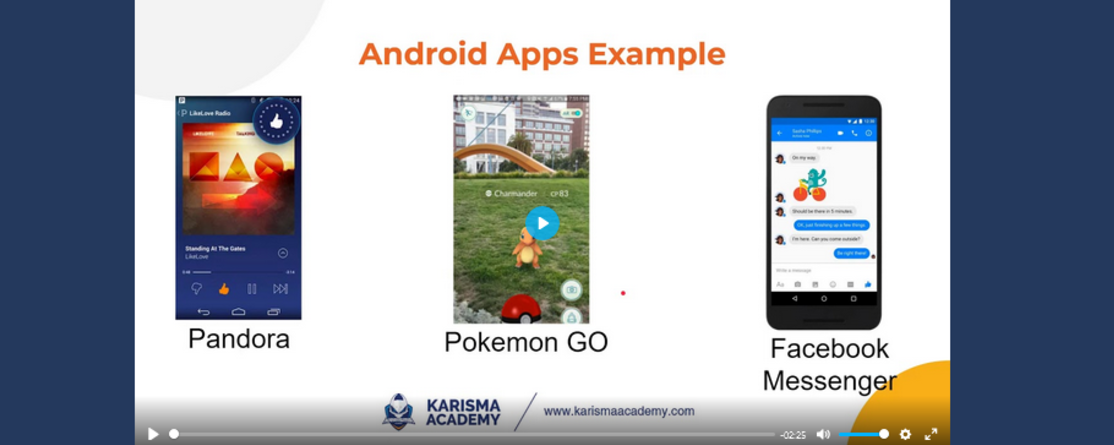 Android Apps Example
LikeLove Radio
Standing At The Gates
LikeLove
Pandora
Charmander CP83
Pokemon GO
Sasha Phillips
On my way.
Should be there in 5 minutes.
OK, just finishing up a few things.
I'm here. Can you come outside?
Be right there!
Write a message
Aa
Facebook
Messenger
KARISMA
ACADEMY
www.karismaacademy.com
-02:25